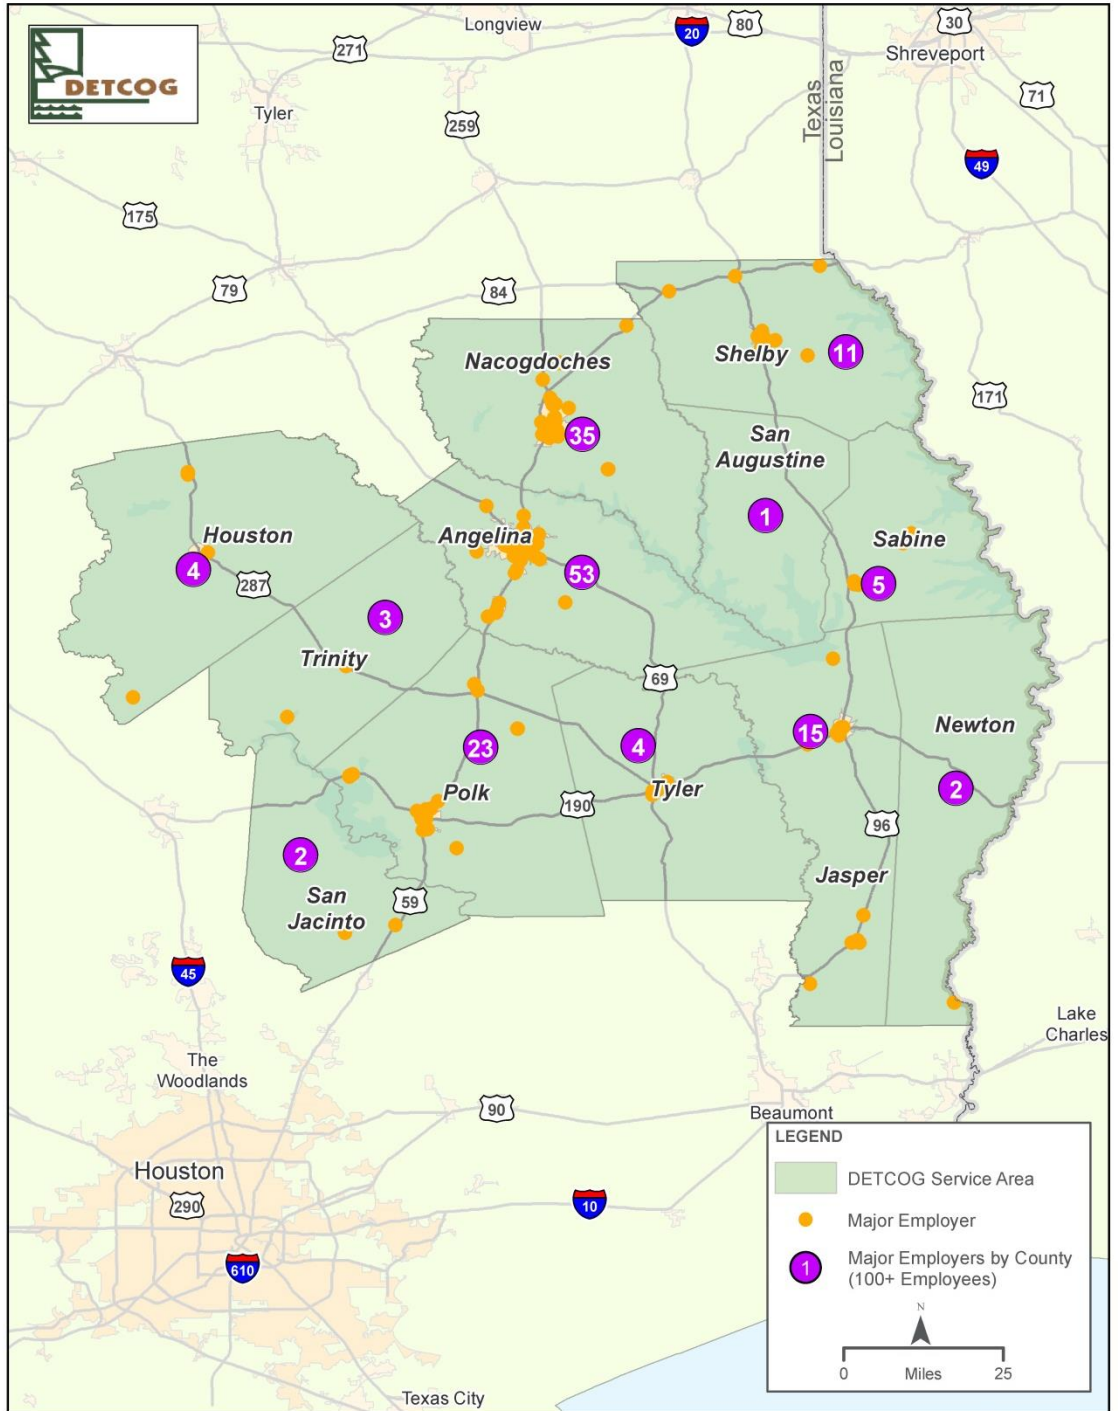 Longview
20
80
30
Shreveport
271
DETCOG
Tyler
259
71
Texas
Louisiana
49
175
79
84
Nacogdoches
Shelby
11
171
35
San
Augustine
1
Houston
4
287
Angelina
53
Sabine
5
3
Trinity
69
23
4
15
Newton
2
Polk
190
Tyler
96
2
San
Jacinto
59
Jasper
45
Lake
Charles
The
Woodlands
90
Beaumont
Houston
290
10
610
Texas City
LEGEND
DETCOG Service Area
Major Employer
1
Major Employers by County
(100+ Employees)
N
0 Miles 25